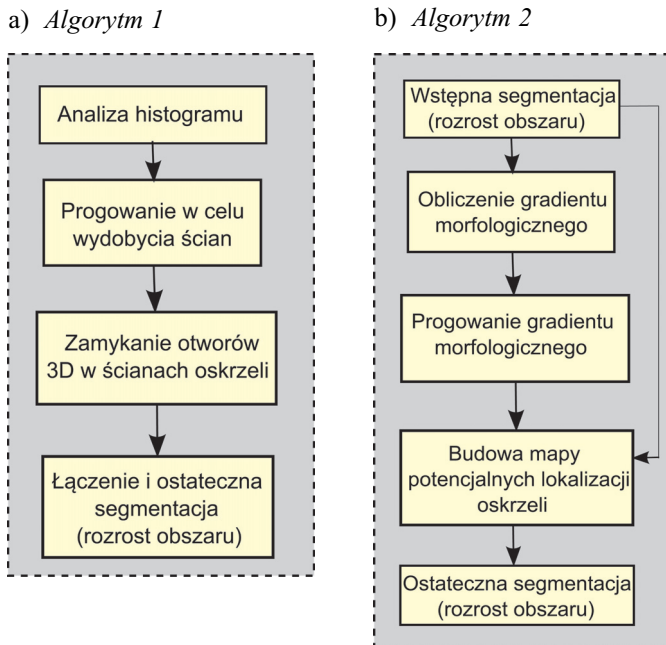 a) Algorytm 1
Analiza histogramu
Progowanie w celu
wydobycia ścian
Zamykanie otworów
3D w ścianach oskrzeli
Łączenie i ostateczna
segmentacja
(rozrost obszaru)
b) Algorytm 2
Wstępna segmentacja
(rozrost obszaru)
Obliczenie gradientu
morfologicznego
Progowanie gradientu
morfologicznego
Budowa mapy
potencjalnych lokalizacji
oskrzeli
Ostateczna segmentacja
(rozrost obszaru)